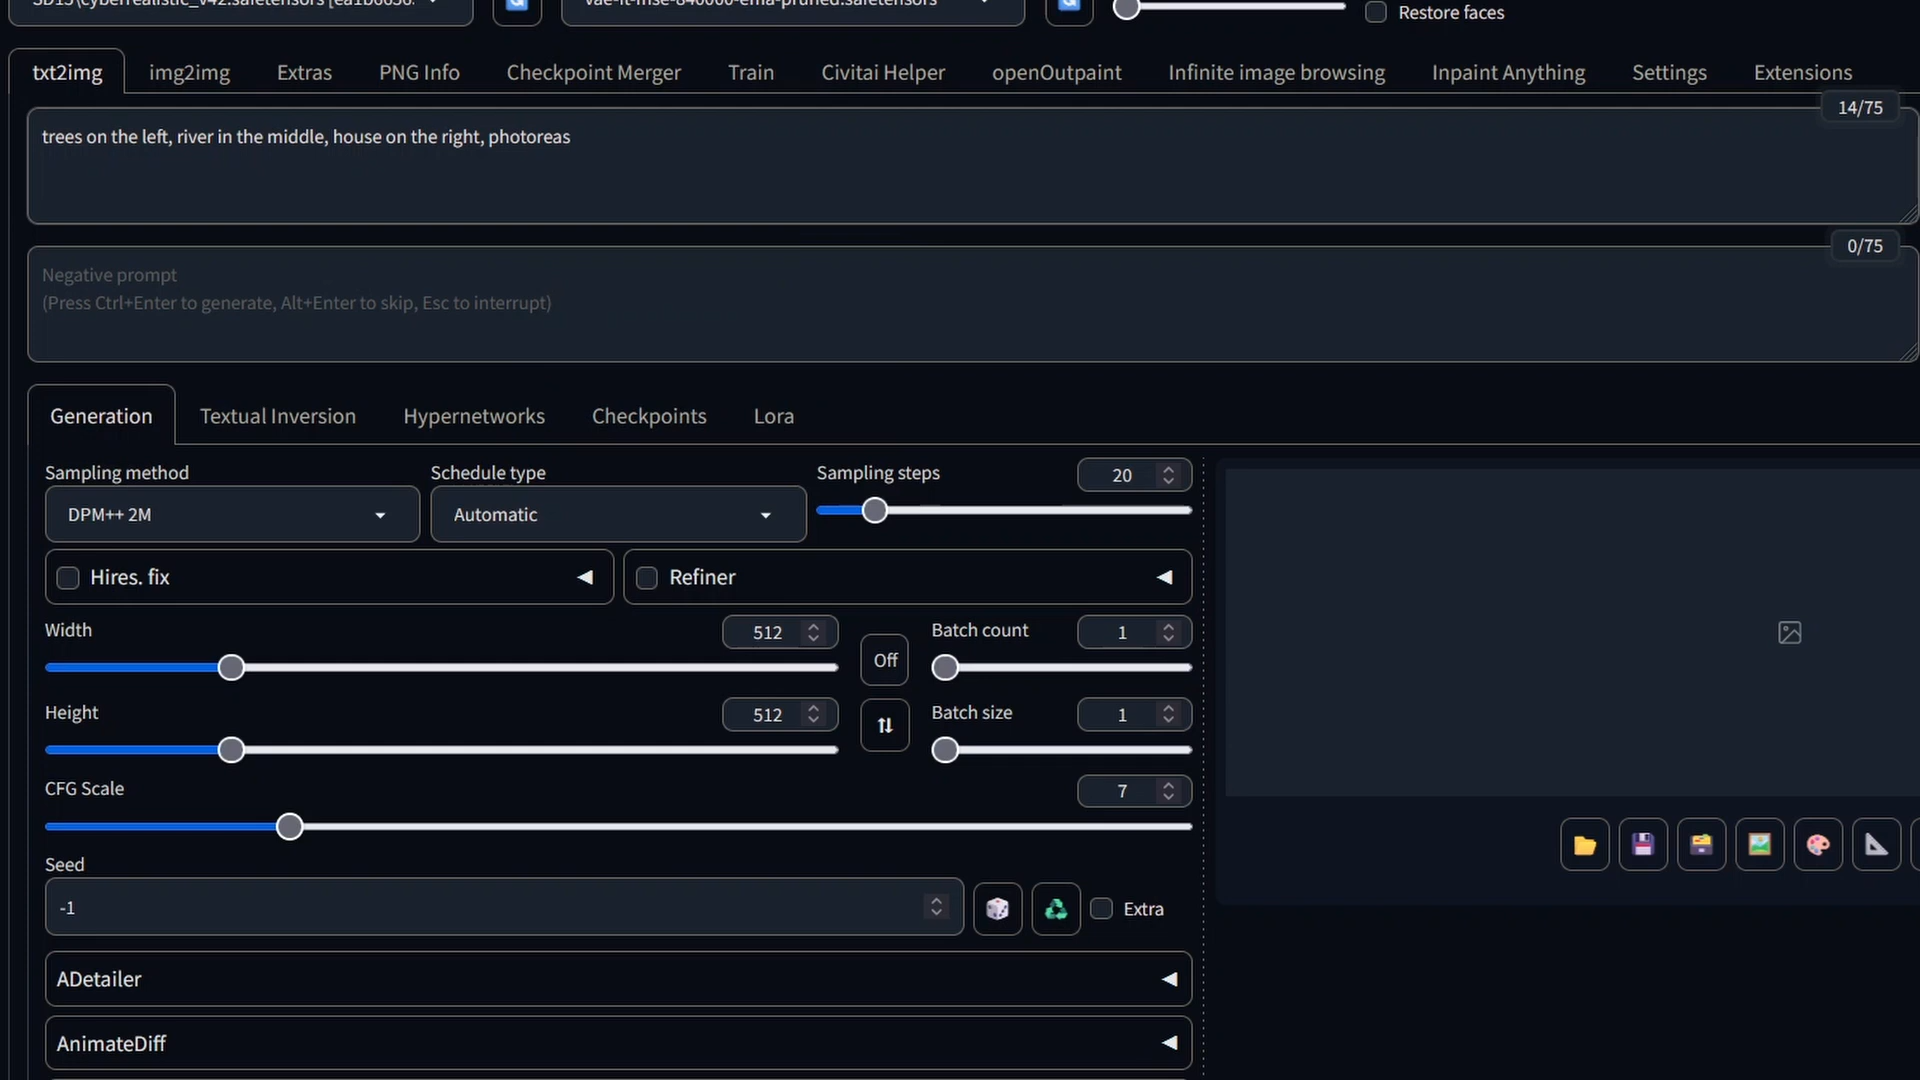 Restore faces
txt2img img2img Extras PNG Info Checkpoint Merger Train Civitai Helper openOutpaint Infinite image browsing Inpaint Anything Settings Extensions
14/75
trees on the left, river in the middle, house on the right, photoreas
0/75
Negative prompt
(Press Ctrl+Enter to generate, Alt+Enter to skip, Esc to interrupt)
Generation Textual Inversion Hypernetworks Checkpoints Lora
Sampling method Schedule type Sampling steps 20
DPM++ 2M Automatic
Hires. fix Refiner
Width 512 Batch count 1
Off
Height 512 Batch size 1
CFG Scale 7
Seed
-1 Extra
ADetailer
AnimateDiff